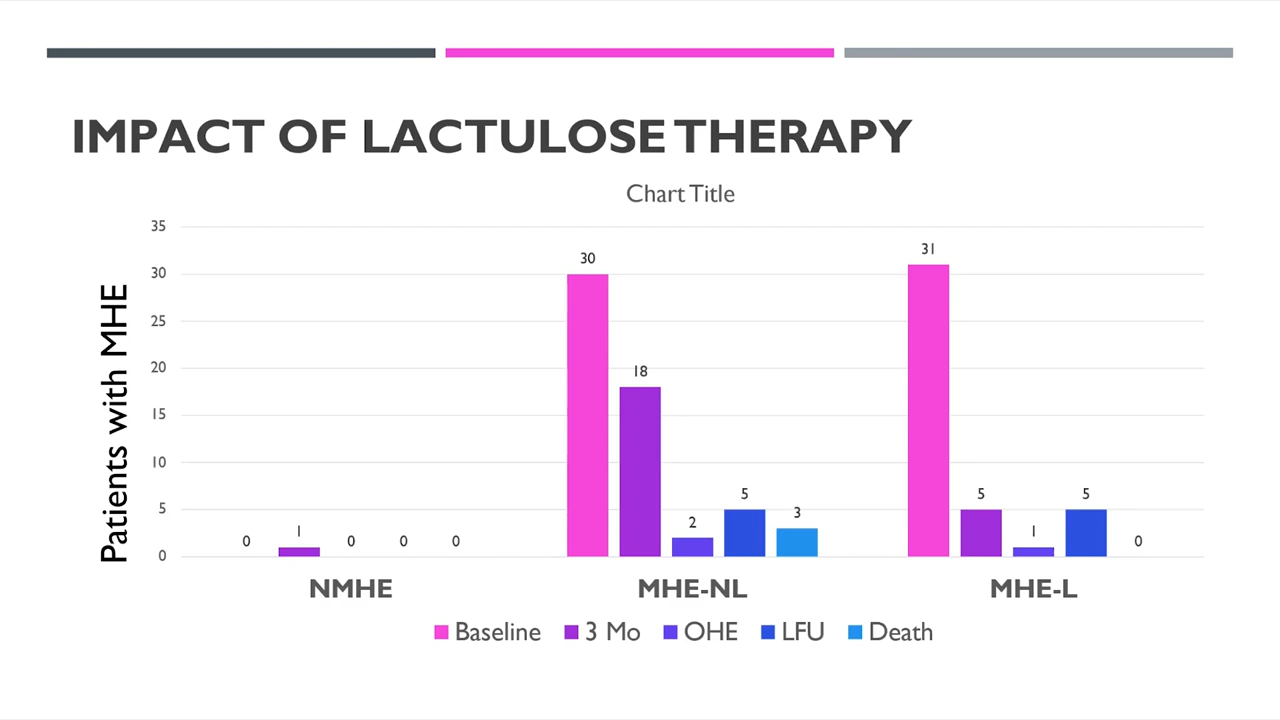 IMPACT OF LACTULOSE THERAPY
Chart Title
Patients with MHE
35
30
25
20
15
10
5
0
0 1 0 0 0
30 18 2 5 3
31 5 1 5 0
NMHE MHE-NL MHE-L
Baseline 3 Mo OHE LFU Death